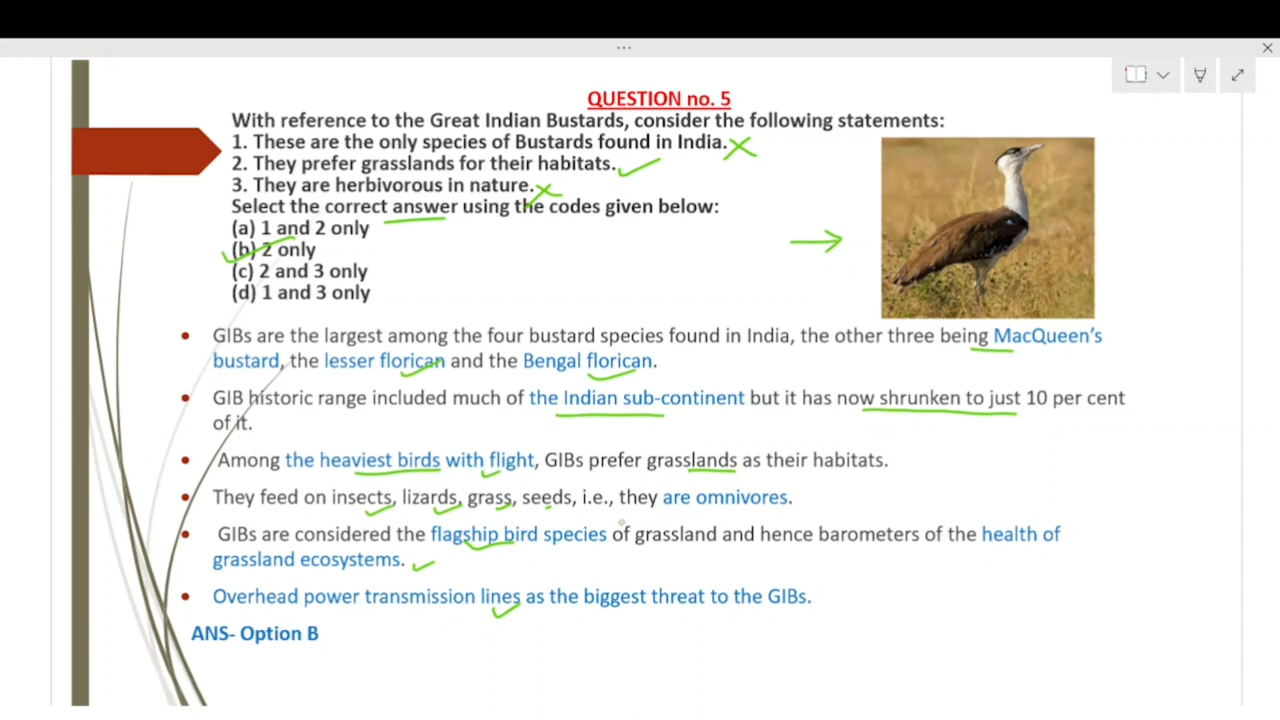 QUESTION no. 5
With reference to the Great Indian Bustards, consider the following statements:
1. These are the only species of Bustards found in India.
2. They prefer grasslands for their habitats.
3. They are herbivorous in nature.
Select the correct answer using the codes given below:
(a) 1 and 2 only
(b) 2 only
(c) 2 and 3 only
(d) 1 and 3 only
GIBs are the largest among the four bustard species found in India, the other three being MacQueen's
bustard, the lesser florican and the Bengal florican.
GIB historic range included much of the Indian sub-continent but it has now shrunken to just 10 per cent
of it.
Among the heaviest birds with flight, GIBs prefer grasslands as their habitats.
They feed on insects, lizards, grass, seeds, i.e., they are omnivores.
GIBs are considered the flagship bird species of grassland and hence barometers of the health of
grassland ecosystems.
Overhead power transmission lines as the biggest threat to the GIBs.
ANS- Option B